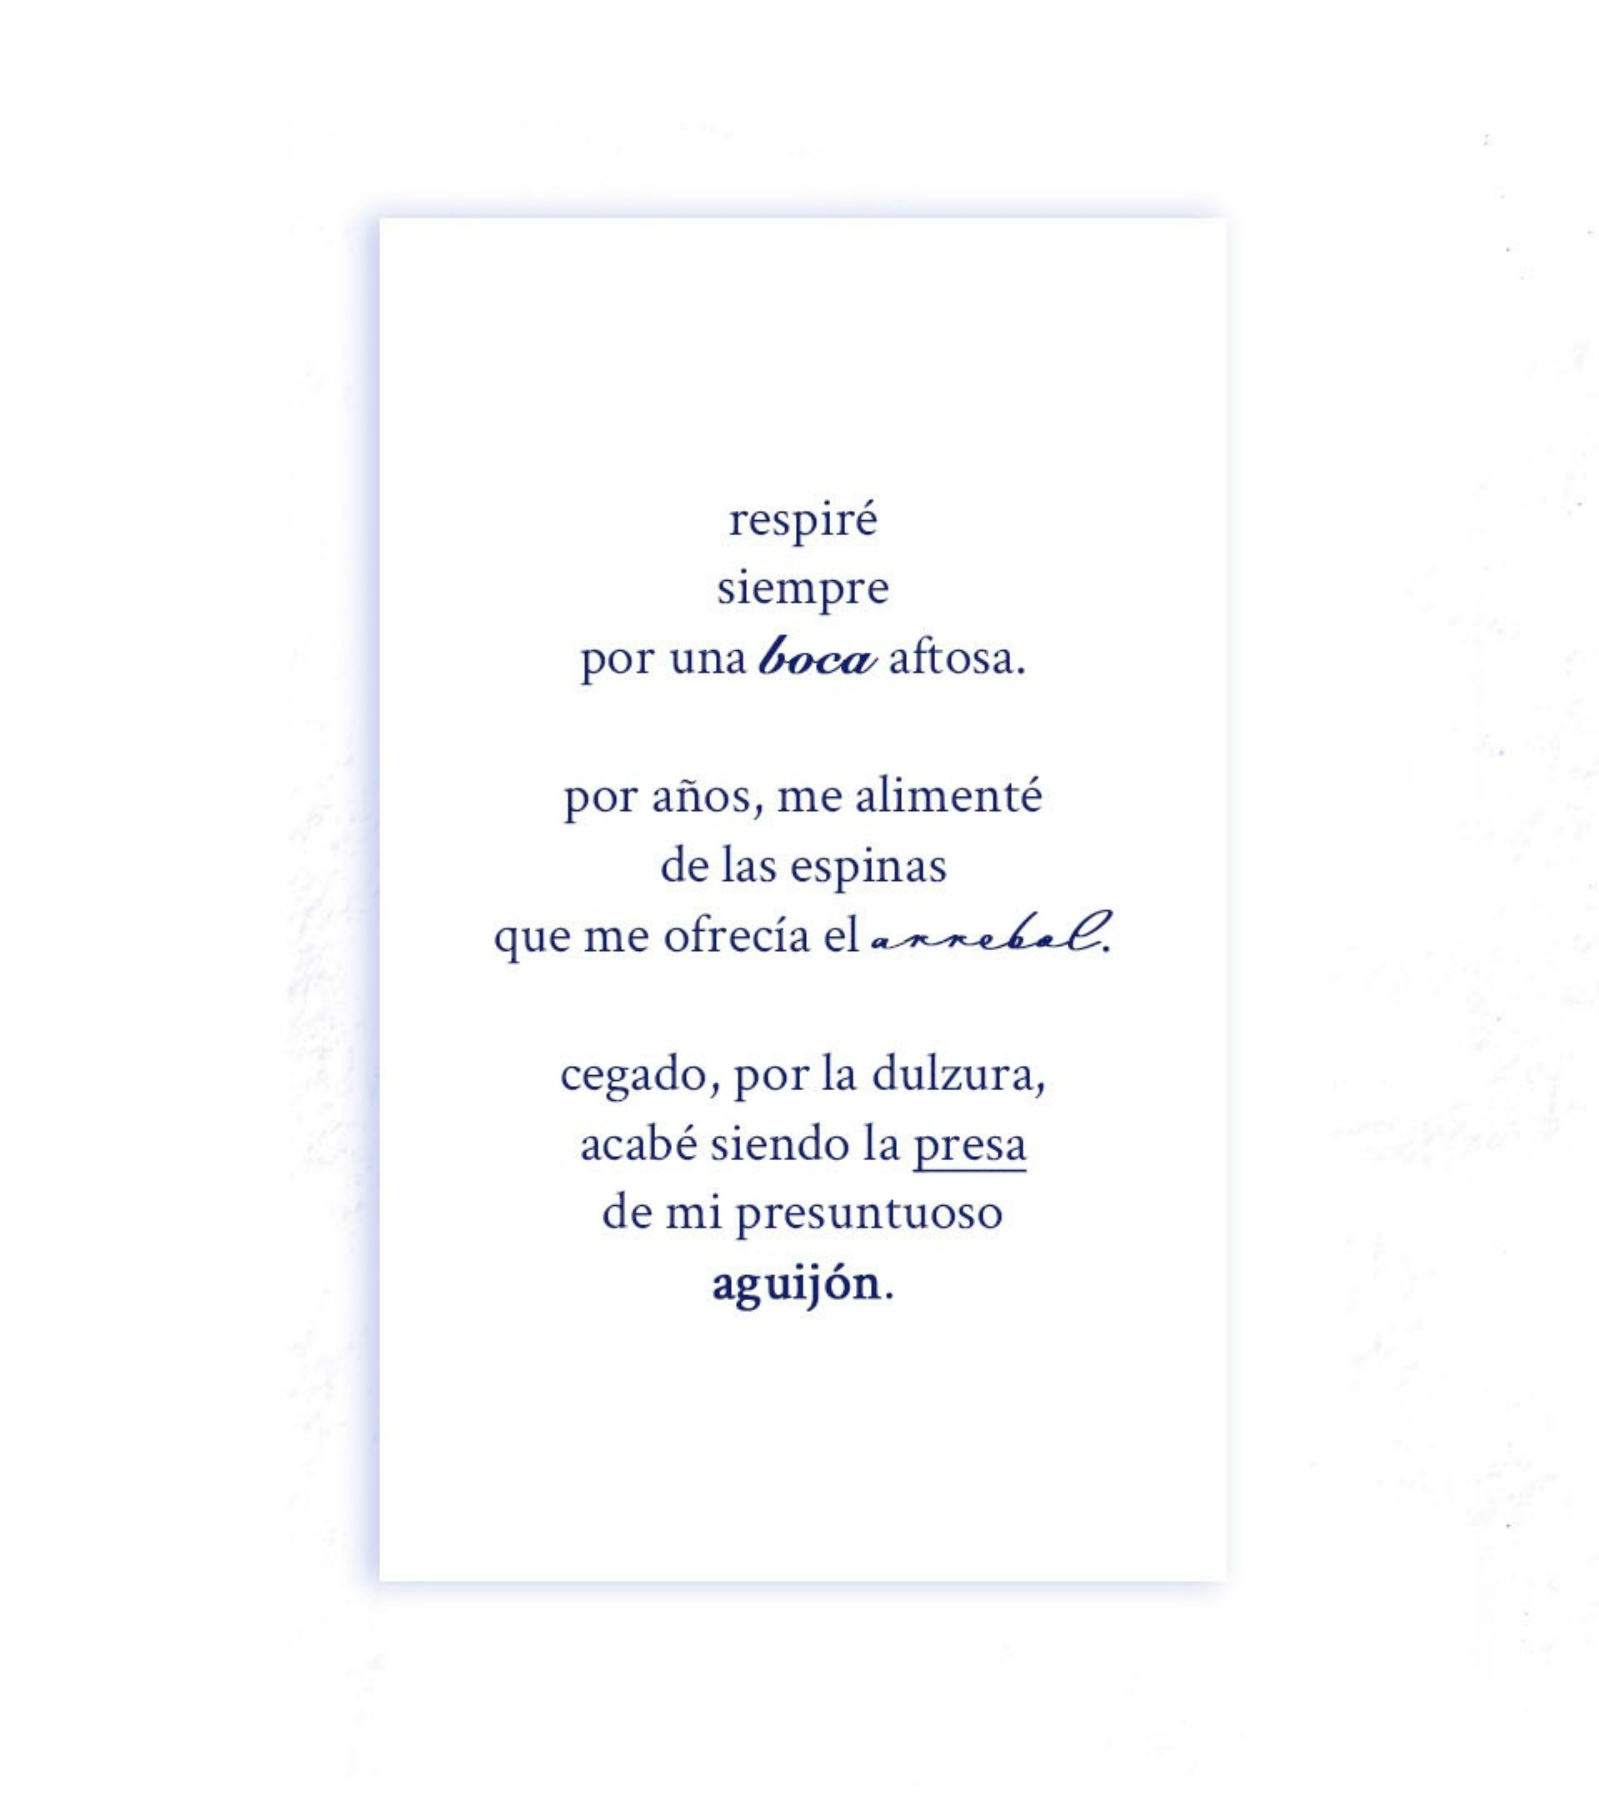 respiré
siempre
por una boca aftosa.
por años, me alimenté
de las espinas
que me ofrecía el arrebol.
cegado, por la dulzura,
acabé siendo la presa
de mi presuntuoso
aguijón.